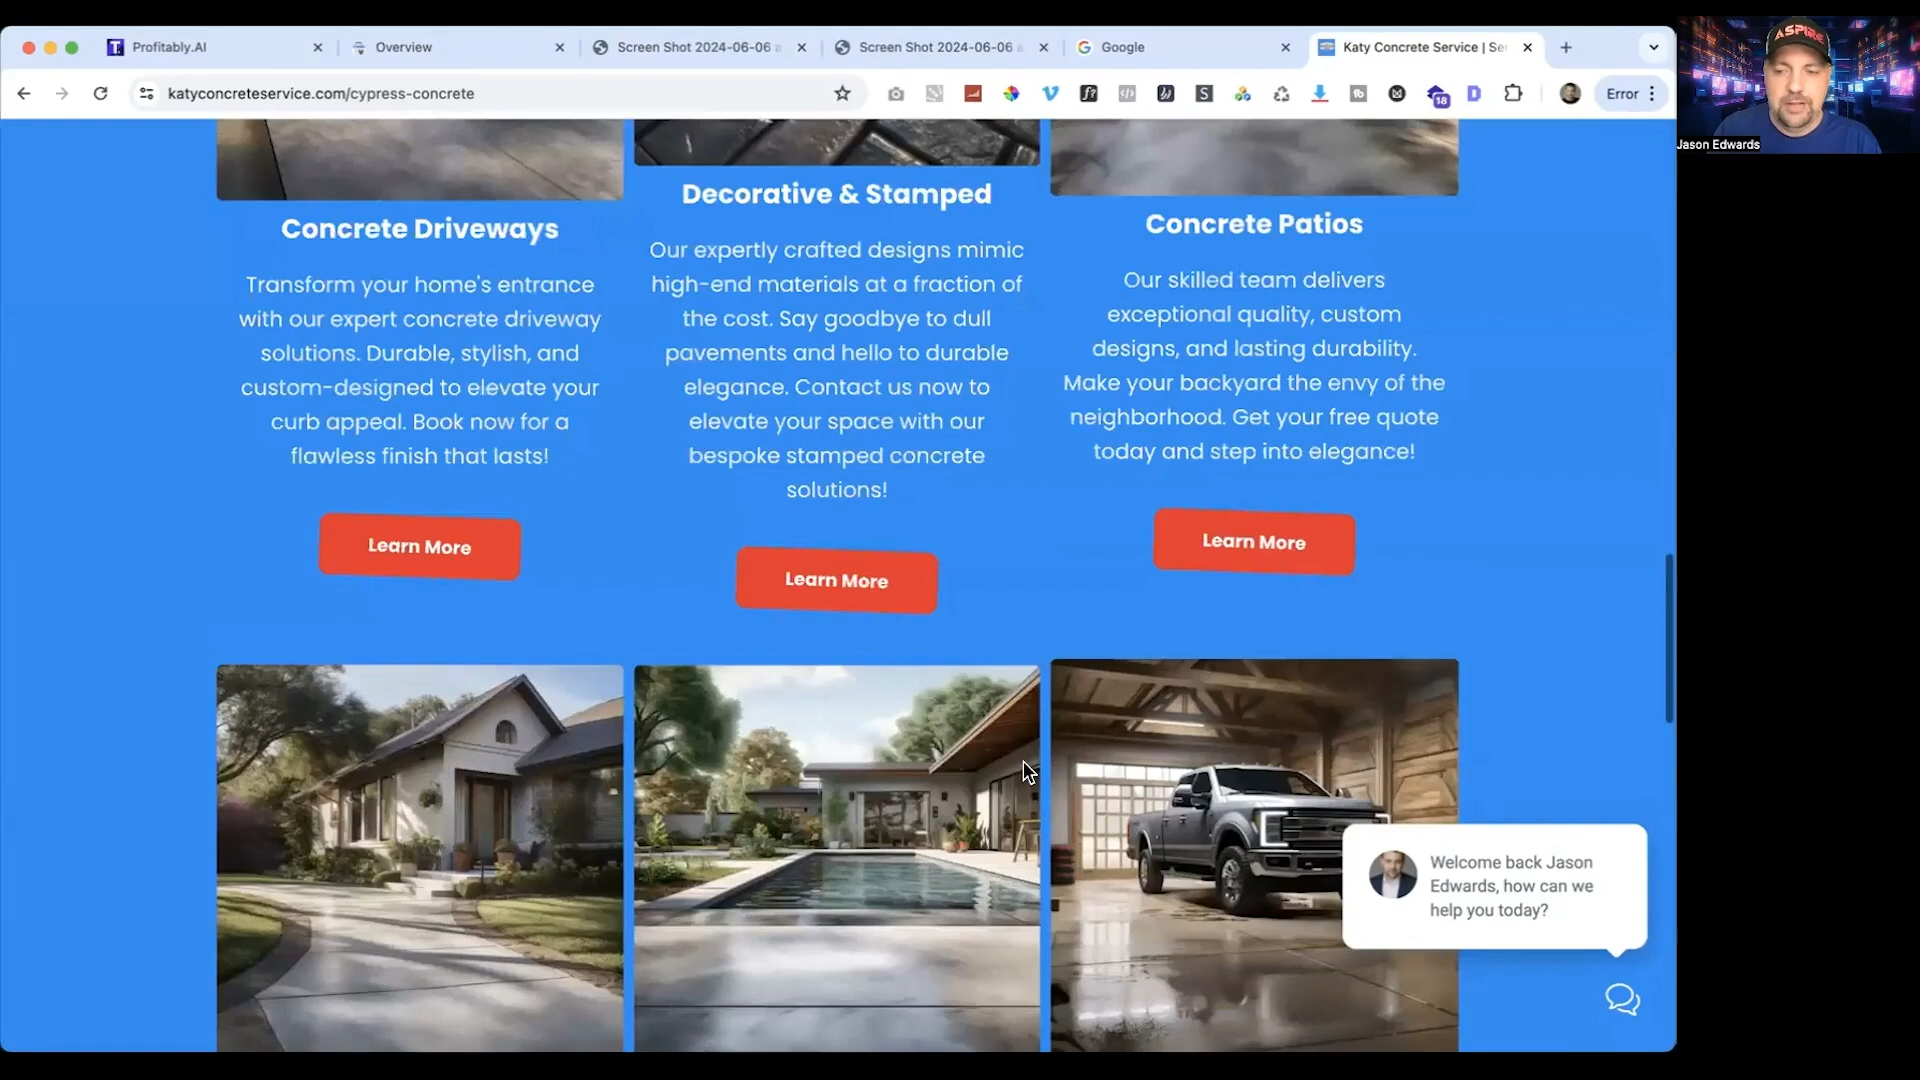 Profitably.AI
Overview
Screen Shot 2024-06-06 a
Screen Shot 2024-06-06 a
Google
Katy Concrete Service | Ser
katyconcreteservice.com/cypress-concrete
18
Error
ASPIRE
Jason Edwards
Concrete Driveways
Transform your home's entrance
with our expert concrete driveway
solutions. Durable, stylish, and
custom-designed to elevate your
curb appeal. Book now for a
flawless finish that lasts!
Learn More
Decorative & Stamped
Our expertly crafted designs mimic
high-end materials at a fraction of
the cost. Say goodbye to dull
pavements and hello to durable
elegance. Contact us now to
elevate your space with our
bespoke stamped concrete
solutions!
Learn More
Concrete Patios
Our skilled team delivers
exceptional quality, custom
designs, and lasting durability.
Make your backyard the envy of the
neighborhood. Get your free quote
today and step into elegance!
Learn More
Welcome back Jason
Edwards, how can we
help you today?